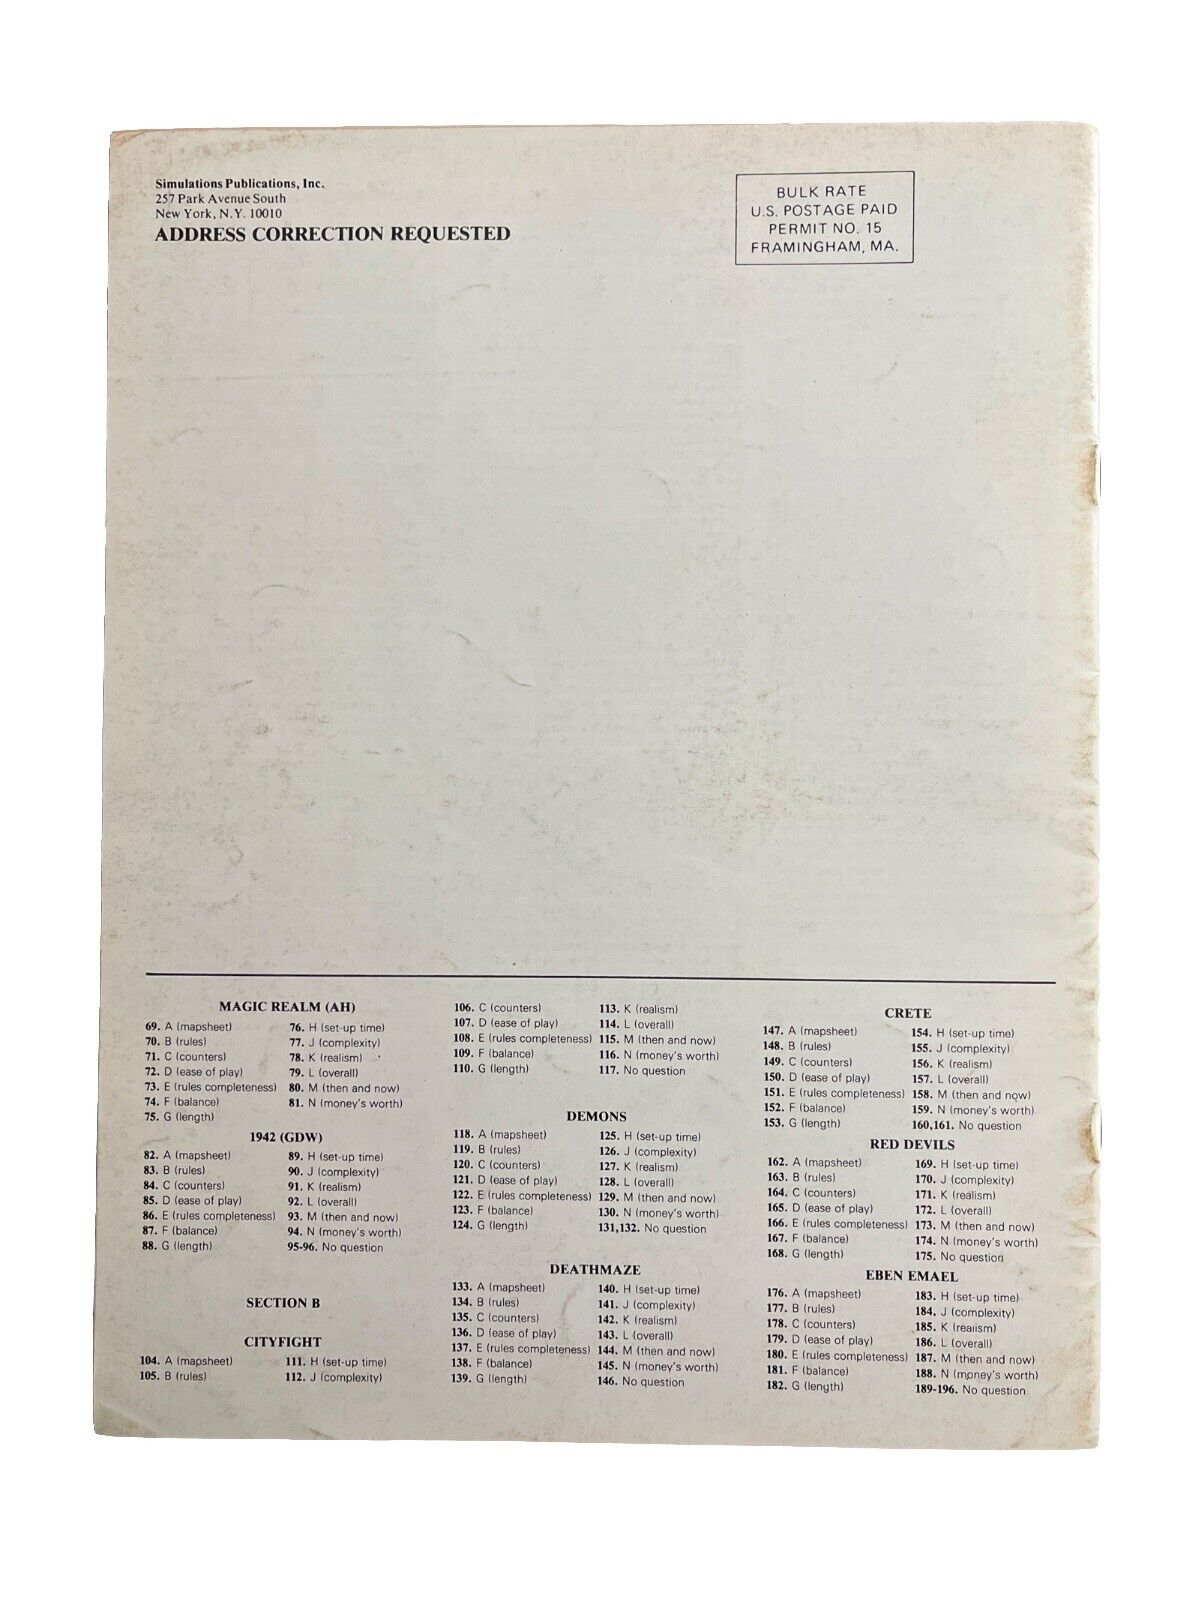 Simulations Publications, Inc.
257 Park Avenue South
New York, N.Y. 10010
ADDRESS CORRECTION REQUESTED
BULK RATE
U.S. POSTAGE PAID
PERMIT NO. 15
FRAMINGHAM, MA.
MAGIC REALM (AH)
69. A (mapsheet)
70. B (rules)
71. C (counters)
72. D (ease of play)
73. E (rules completeness)
74. F (balance)
75. G (length)
76. H (set-up time)
77. J (complexity)
78. K (realism)
79. L (overall)
80. M (then and now)
81. N (money's worth)
1942 (GDW)
82. A (mapsheet)
83. B (rules)
84. C (counters)
85. D (ease of play)
86. E (rules completeness)
87. F (balance)
88. G (length)
89. H (set-up time)
90. J (complexity)
91. K (realism)
92. L (overall)
93. M (then and now)
94. N (money's worth)
95-96. No question
SECTION B
CITYFIGHT
104. A (mapsheet)
105. B (rules)
111. H (set-up time)
112. J (complexity)
106. C (counters)
107. D (ease of play)
108. E (rules completeness)
109. F (balance)
110. G (length)
113. K (realism)
114. L (overall)
115. M (then and now)
116. N (money's worth)
117. No question
DEMONS
118. A (mapsheet)
119. B (rules)
120. C (counters)
121. D (ease of play)
122. E (rules completeness)
123. F (balance)
124. G (length)
125. H (set-up time)
126. J (complexity)
127. K (realism)
128. L (overall)
129. M (then and now)
130. N (money's worth)
131,132. No question
DEATHMAZE
133. A (mapsheet)
134. B (rules)
135. C (counters)
136. D (ease of play)
137. E (rules completeness)
138. F (balance)
139. G (length)
140. H (set-up time)
141. J (complexity)
142. K (realism)
143. L (overall)
144. M (then and now)
145. N (money's worth)
146. No question
CRETE
147. A (mapsheet)
148. B (rules)
149. C (counters)
150. D (ease of play)
151. E (rules completeness)
152. F (balance)
153. G (length)
154. H (set-up time)
155. J (complexity)
156. K (realism)
157. L (overall)
158. M (then and now)
159. N (money's worth)
160,161. No question
RED DEVILS
162. A (mapsheet)
163. B (rules)
164. C (counters)
165. D (ease of play)
166. E (rules completeness)
167. F (balance)
168. G (length)
169. H (set-up time)
170. J (complexity)
171. K (realism)
172. L (overall)
173. M (then and now)
174. N (money's worth)
175. No question
EBEN EMAEL
176. A (mapsheet)
177. B (rules)
178. C (counters)
179. D (ease of play)
180. E (rules completeness)
181. F (balance)
182. G (length)
183. H (set-up time)
184. J (complexity)
185. K (realism)
186. L (overall)
187. M (then and now)
188. N (money's worth)
189-196. No question